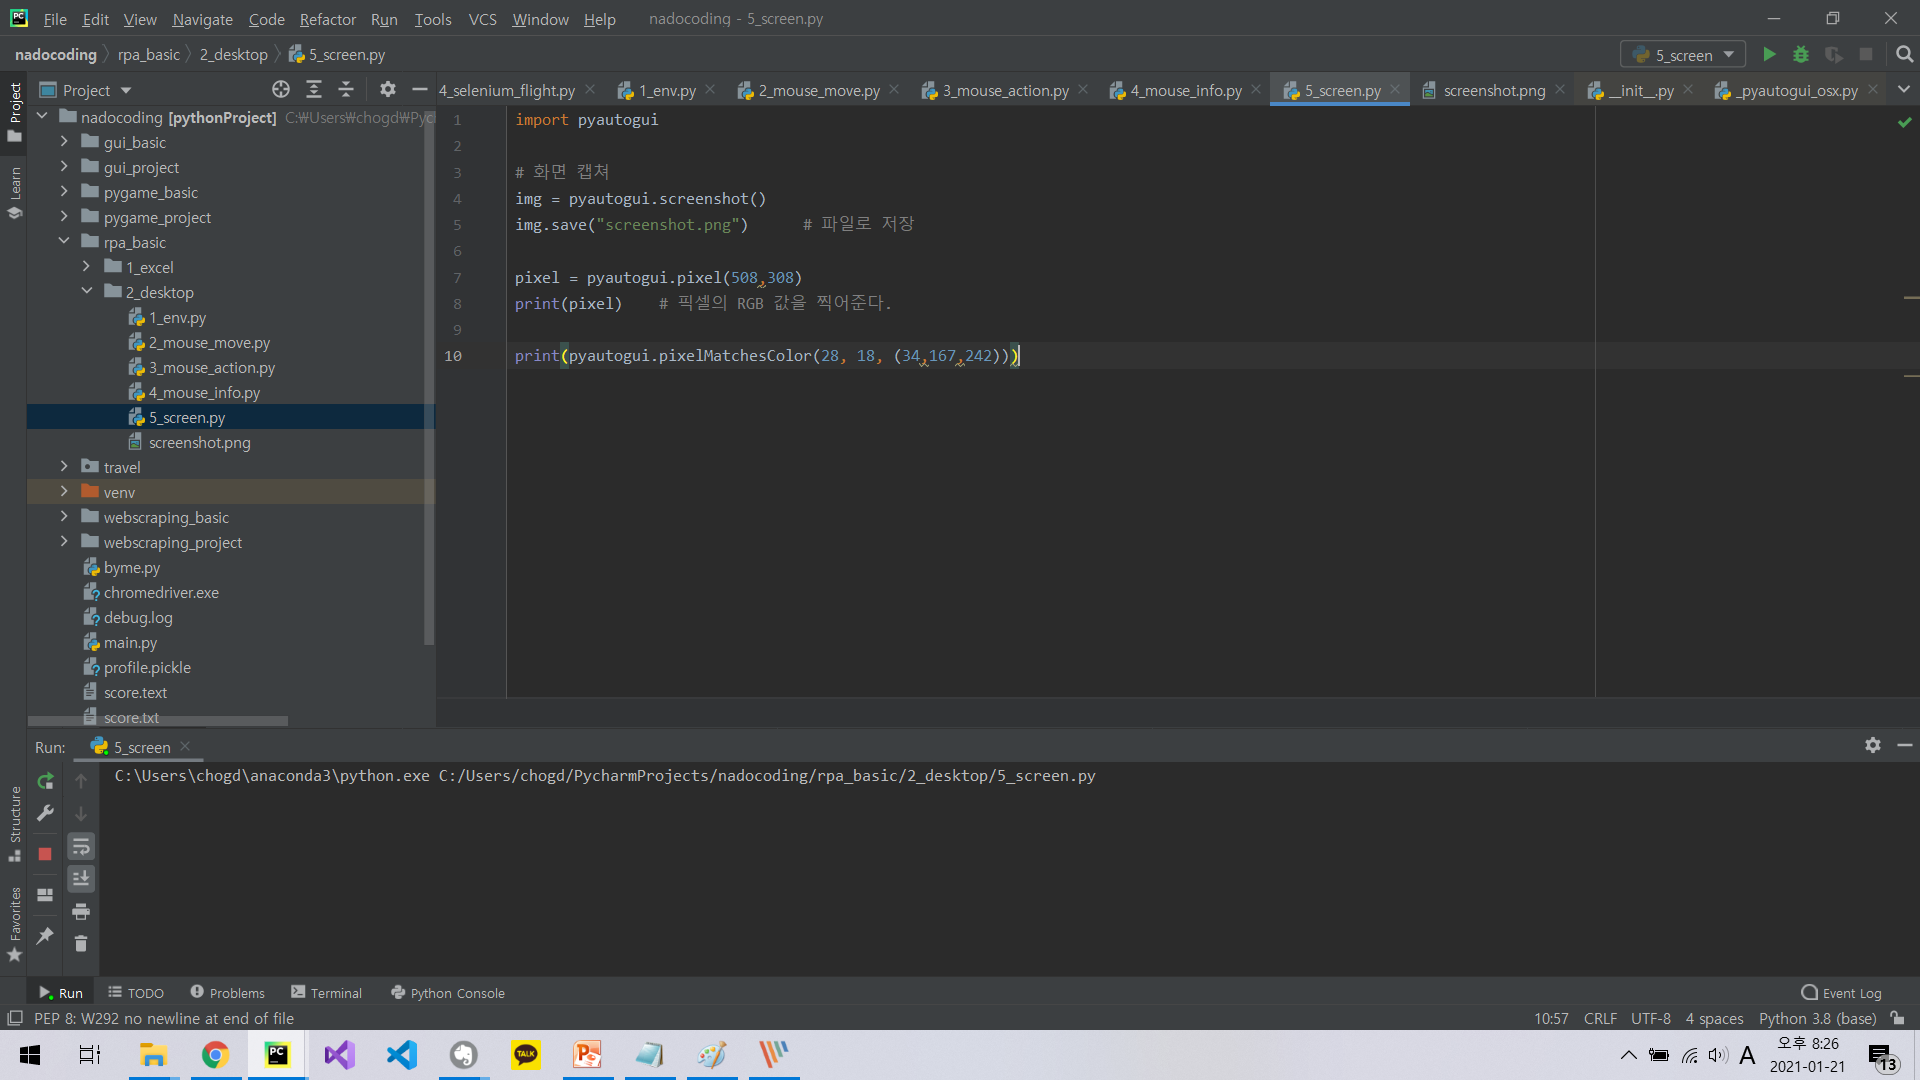 File Edit View Navigate Code Refactor Run Tools VCS Window Help nadocoding - 5_screen.py
nadocoding rpa_basic 2_desktop 5_screen.py 5_screen
Project
4_selenium_flight.py 1_env.py 2_mouse_move.py 3_mouse_action.py 4_mouse_info.py 5_screen.py screenshot.png __init__.py _pyautogui_osx.py
Project
Learn
Structure
Favorites
nadocoding [pythonProject] C:₩Users₩chogd₩Pyc
gui_basic
gui_project
pygame_basic
pygame_project
rpa_basic
1_excel
2_desktop
1_env.py
2_mouse_move.py
3_mouse_action.py
4_mouse_info.py
5_screen.py
screenshot.png
travel
venv
webscraping_basic
webscraping_project
byme.py
chromedriver.exe
debug.log
main.py
profile.pickle
score.text
score.txt
1 import pyautogui
2
3 # 화면 캡쳐
4 img = pyautogui.screenshot()
5 img.save("screenshot.png") # 파일로 저장
6
7 pixel = pyautogui.pixel(508,308)
8 print(pixel) # 픽셀의 RGB 값을 찍어준다.
9
10 print(pyautogui.pixelMatchesColor(28, 18, (34,167,242)))
Run: 5_screen
C:\Users\chogd\anaconda3\python.exe C:/Users/chogd/PycharmProjects/nadocoding/rpa_basic/2_desktop/5_screen.py
Run TODO Problems Terminal Python Console Event Log
PEP 8: W292 no newline at end of file 10:57 CRLF UTF-8 4 spaces Python 3.8 (base)
PC TALK A 오후 8:26
2021-01-21 13